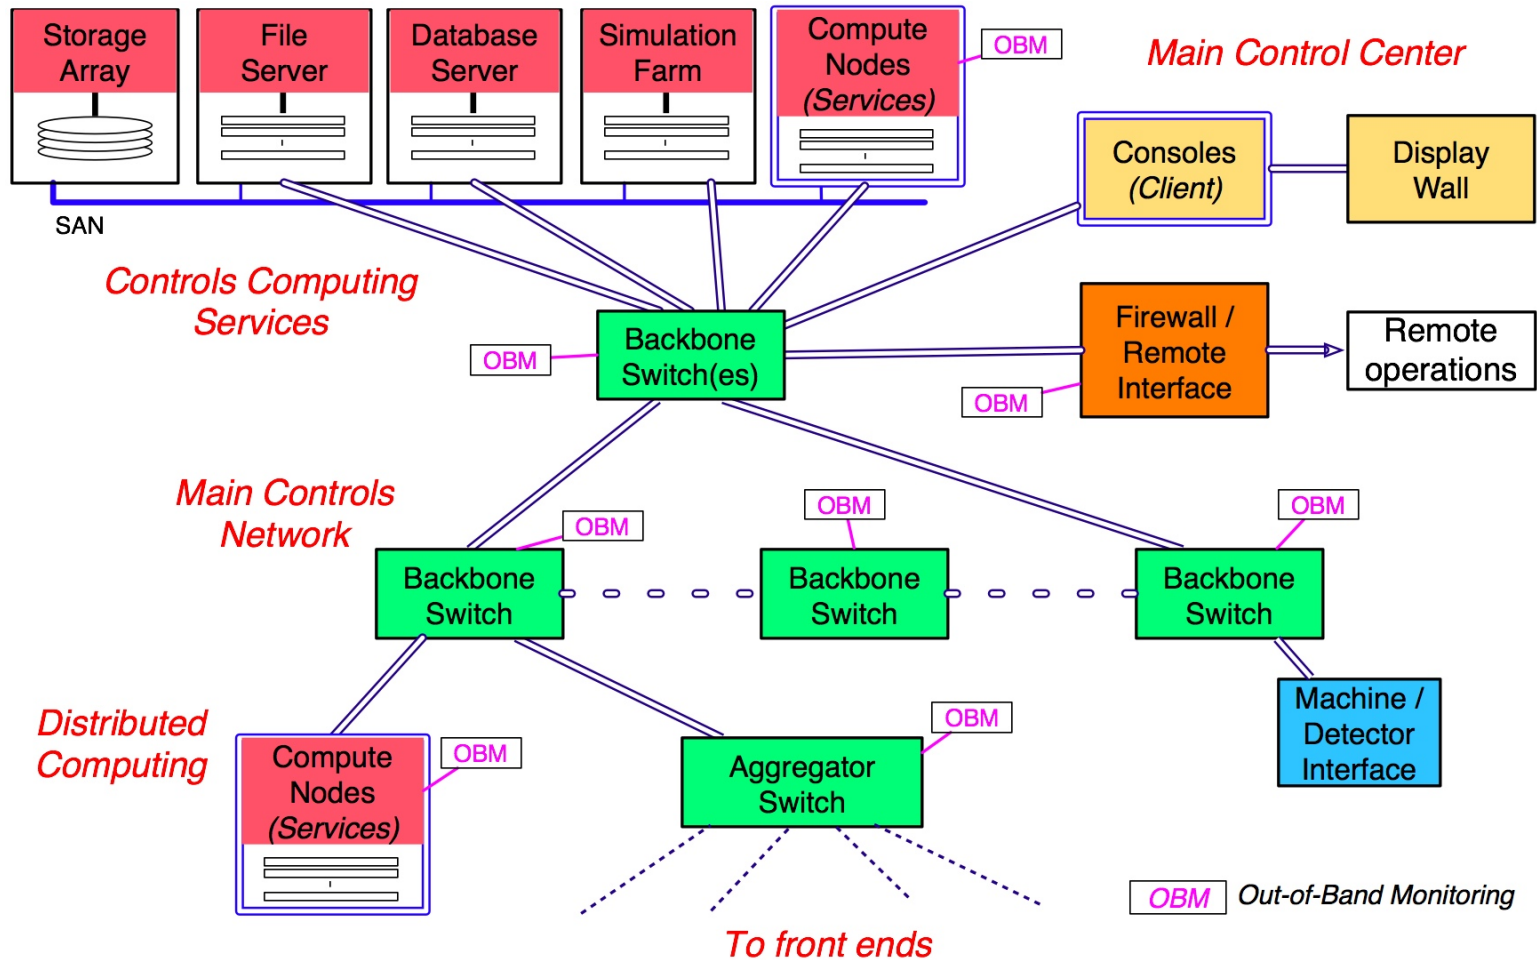 Storage
Array
File
Server
Database
Server
Simulation
Farm
Compute
Nodes
(Services)
OBM
Main Control Center
Consoles
(Client)
Display
Wall
SAN
Controls Computing
Services
Backbone
Switch(es)
OBM
Firewall /
Remote
Interface
OBM
Remote
operations
Main Controls
Network
OBM
OBM
OBM
Backbone
Switch
Backbone
Switch
Backbone
Switch
Distributed
Computing
Compute
Nodes
(Services)
OBM
Aggregator
Switch
OBM
Machine /
Detector
Interface
To front ends
OBM Out-of-Band Monitoring